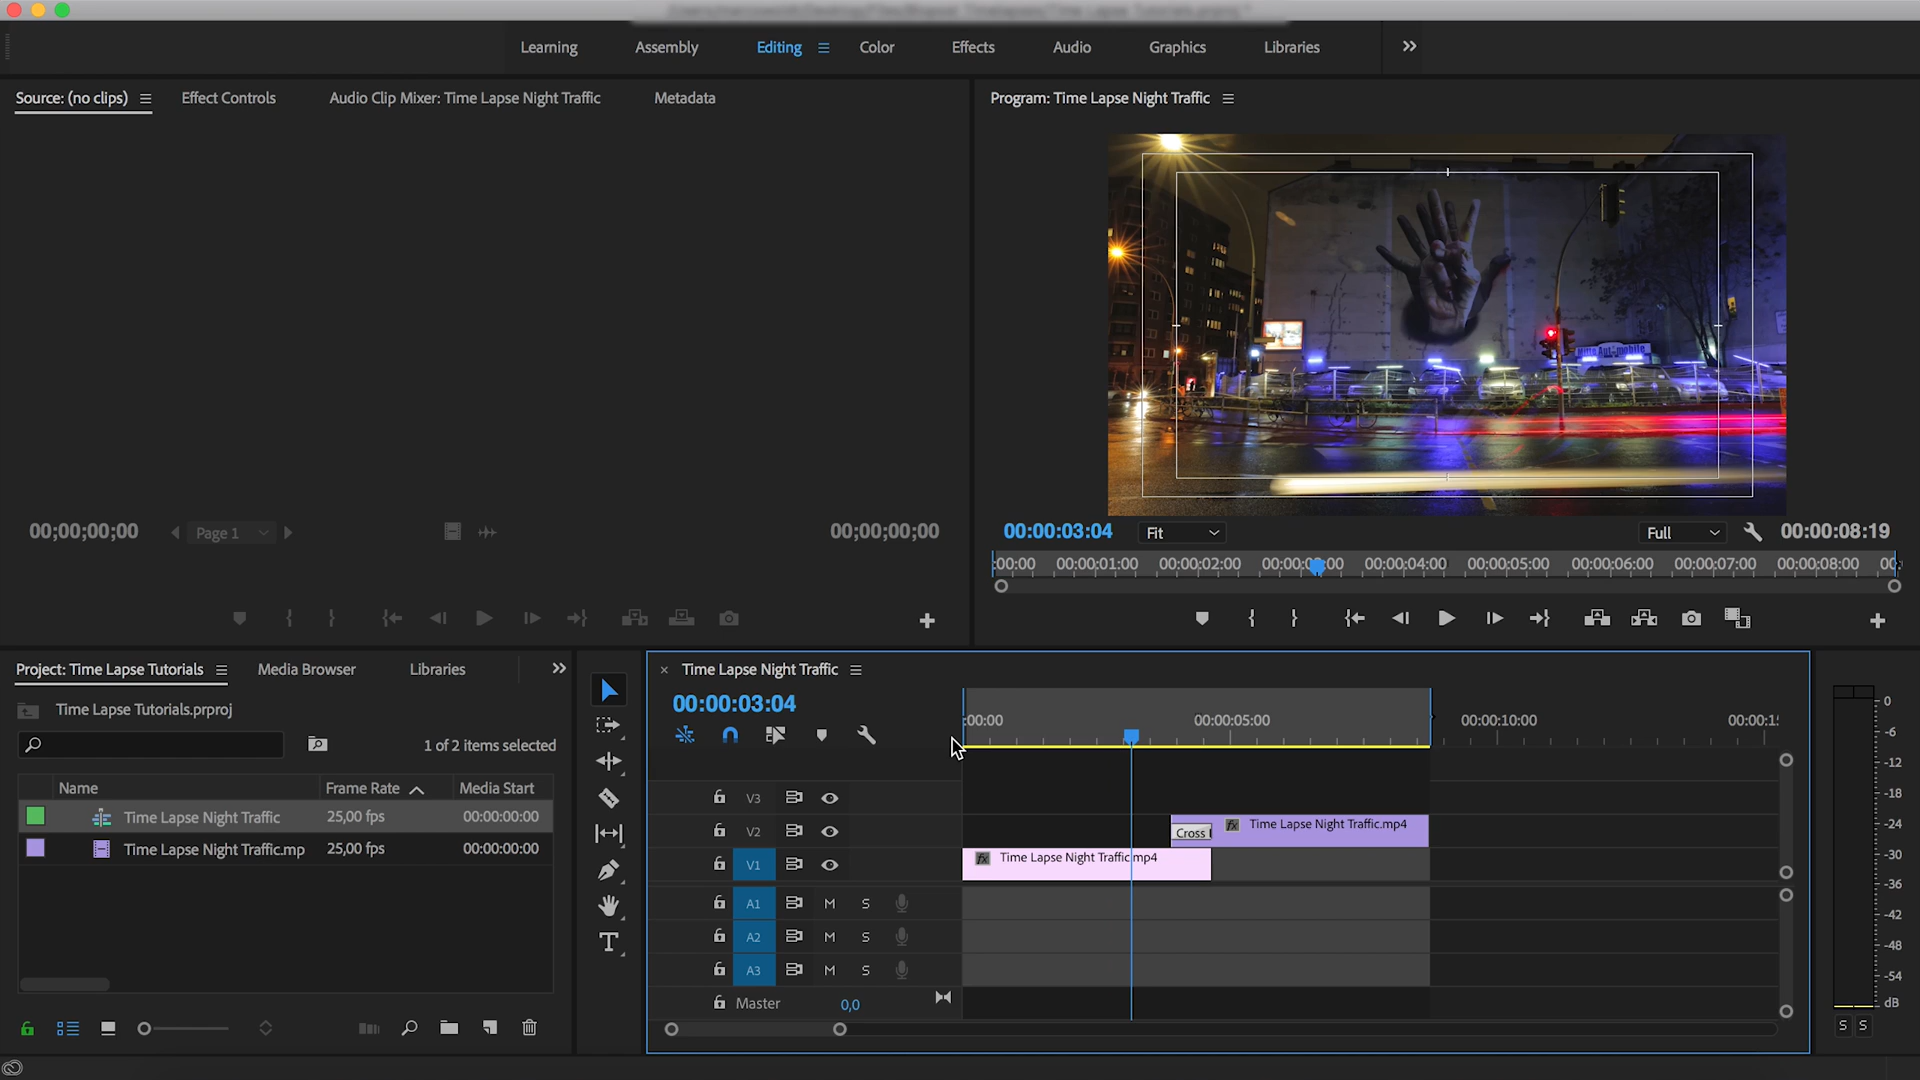 Learning Assembly Editing Color Effects Audio Graphics Libraries
Source: (no clips) Effect Controls Audio Clip Mixer: Time Lapse Night Traffic Metadata
Program: Time Lapse Night Traffic
00;00;00;00 Page 1 00;00;00;00
00:00:03:04 Fit Full 00:00:08:19
:00:00 00:00:01:00 00:00:02:00 00:00:04:00 00:00:05:00 00:00:06:00 00:00:07:00 00:00:08:00 00:
Project: Time Lapse Tutorials Media Browser Libraries
Time Lapse Tutorials.prproj
1 of 2 items selected
Name Frame Rate Media Start
Time Lapse Night Traffic 25,00 fps 00:00:00:00
Time Lapse Night Traffic.mp 25,00 fps 00:00:00:00
Time Lapse Night Traffic
00:00:03:04
:00:00 00:00:05:00 00:00:10:00 00:00:1
V3
V2 Cross Time Lapse Night Traffic.mp4
V1 Time Lapse Night Traffic.mp4
A1 M S
A2 M S
A3 M S
Master 0,0
T
0
-6
-12
-18
-24
-30
-36
-42
-48
-54
dB
S S